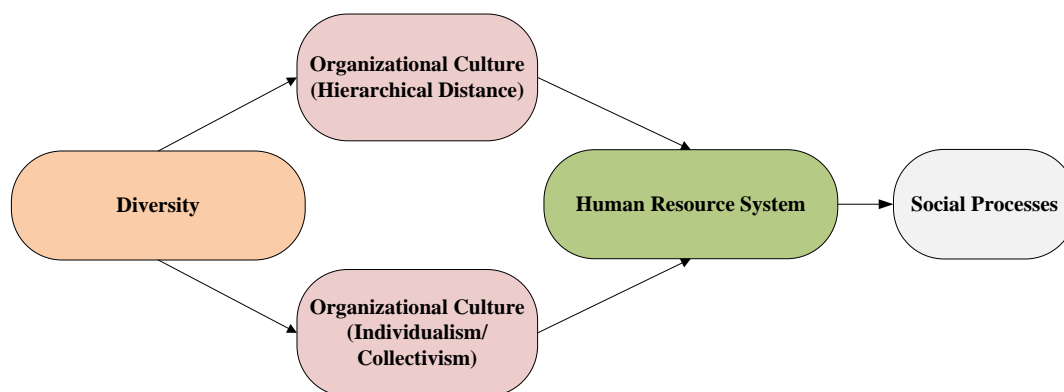 Organizational Culture
(Hierarchical Distance)
Diversity
Human Resource System
Social Processes
Organizational Culture
(Individualism/
Collectivism)